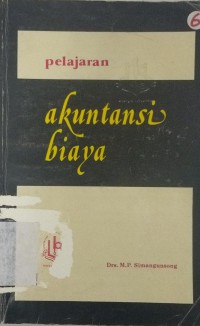 6
pelajaran
akuntansi
biaya
Drs. M.P. Simangunsong